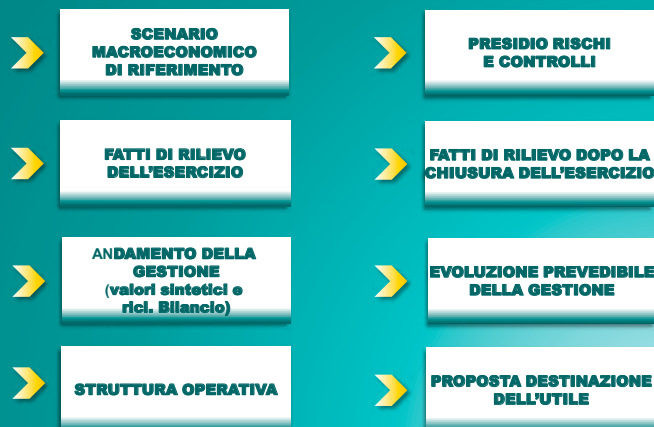 SCENARIO
MACROECONOMICO
DI RIFERIMENTO
FATTI DI RILIEVO
DELL'ESERCIZIO
ANDAMENTO DELLA
GESTIONE
(valori sintetici e
rici. Bilancio)
STRUTTURA OPERATIVA
PRESIDIO RISCHI
E CONTROLLI
FATTI DI RILIEVO DOPO LA
CHIUSURA DELL'ESERCIZIO
EVOLUZIONE PREVEDIBILE
DELLA GESTIONE
PROPOSTA DESTINAZIONE
DELL'UTILE